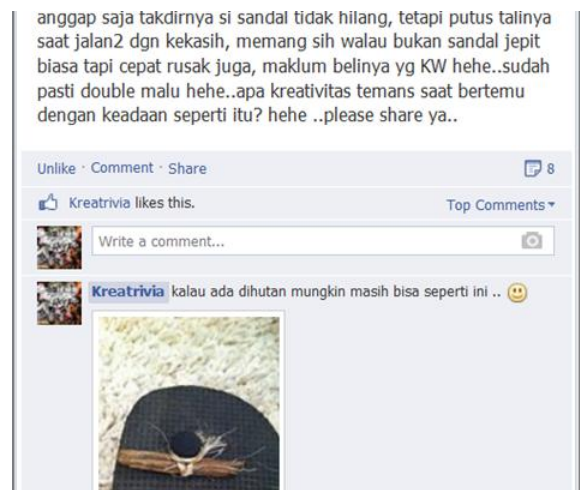 anggap saja takdirnya si sandal tidak hilang, tetapi putus talinya
saat jalan2 dgn kekasih, memang sih walau bukan sandal jepit
biasa tapi cepat rusak juga, maklum belinya yg KW hehe..sudah
pasti double malu hehe..apa kreativitas temans saat bertemu
dengan keadaan seperti itu? hehe ..please share ya..
Unlike · Comment · Share 8
Kreatrivia likes this. Top Comments
Write a comment...
Kreatrivia kalau ada dihutan mungkin masih bisa seperti ini ..